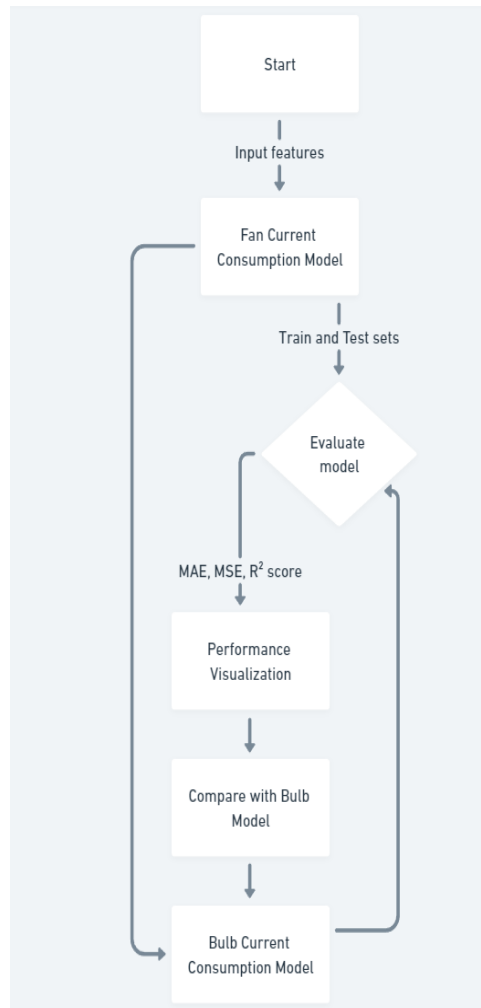 Start
Input features
Fan Current
Consumption Model
Train and Test sets
Evaluate
model
MAE, MSE, R² score
Performance
Visualization
Compare with Bulb
Model
Bulb Current
Consumption Model